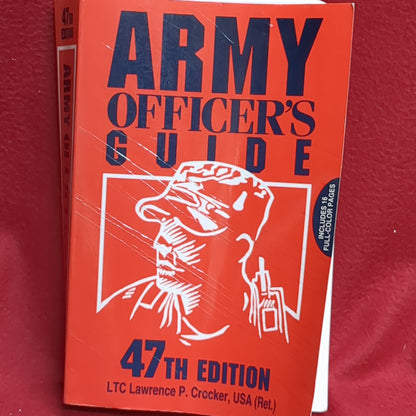 47TH
EDITION
ARMY
ARMY
OFFICER'S
GUIDE
INCLUDES 16
FULL-COLOR PAGES
47TH EDITION
LTC Lawrence P. Crocker, USA (Ret.)